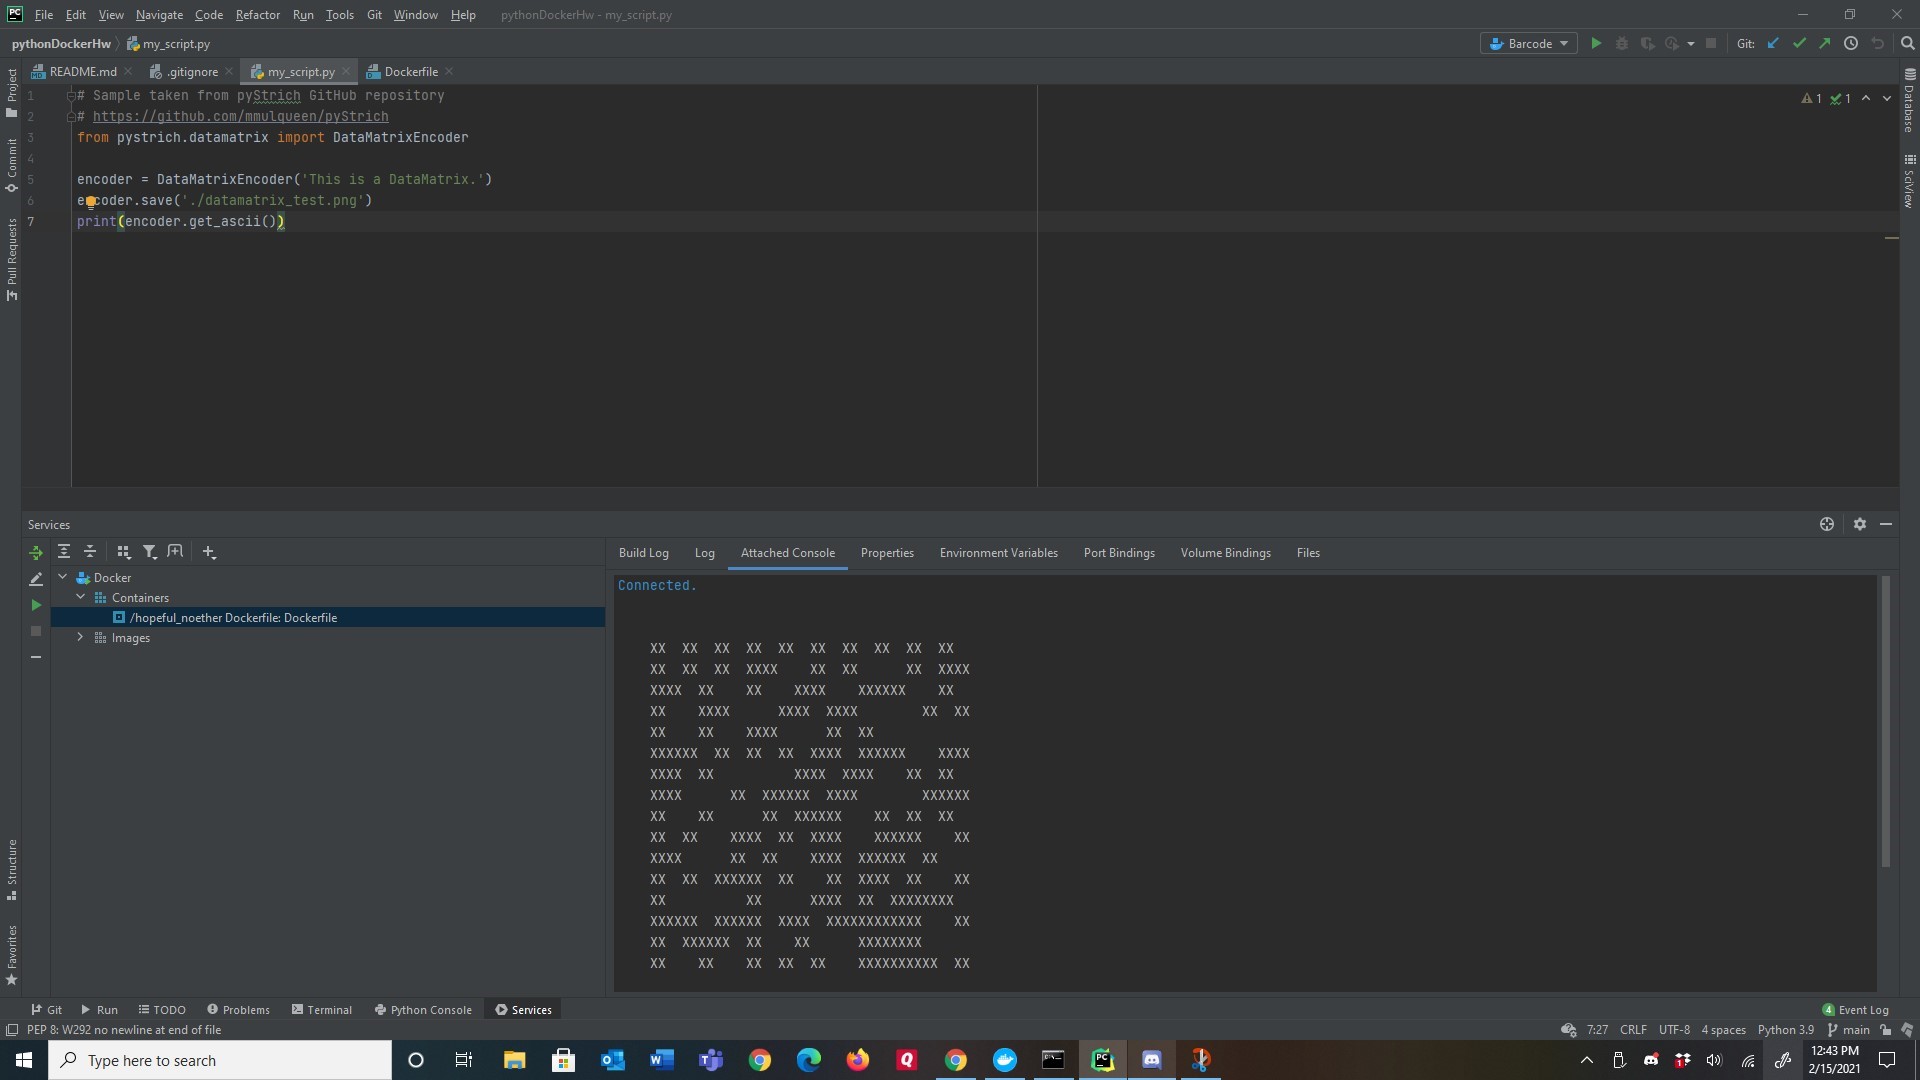 PC File Edit View Navigate Code Refactor Run Tools Git Window Help pythonDockerHw - my_script.py
pythonDockerHw my_script.py Barcode Git:
README.md .gitignore my_script.py Dockerfile
Project
Commit
Pull Requests
Structure
Favorites
Database
SciView
1 # Sample taken from pyStrich GitHub repository
2 # https://github.com/mmulqueen/pyStrich
3 from pystrich.datamatrix import DataMatrixEncoder
4
5 encoder = DataMatrixEncoder('This is a DataMatrix.')
6 encoder.save('./datamatrix_test.png')
7 print(encoder.get_ascii())
1 1
Services
Build Log Log Attached Console Properties Environment Variables Port Bindings Volume Bindings Files
Docker
Containers
/hopeful_noether Dockerfile: Dockerfile
Images
Connected.
XX  XX  XX  XX  XX  XX  XX  XX  XX  XX
XX  XX  XX  XXXX    XX  XX      XX  XXXX
XXXX  XX    XX    XXXX    XXXXXX    XX
XX    XXXX      XXXX  XXXX        XX  XX
XX    XX    XXXX      XX  XX
XXXXXX  XX  XX  XX  XXXX  XXXXXX    XXXX
XXXX  XX          XXXX  XXXX    XX  XX
XXXX      XX  XXXXXX  XXXX        XXXXXX
XX    XX      XX  XXXXXX    XX  XX  XX
XX  XX    XXXX  XX  XXXX    XXXXXX    XX
XXXX      XX  XX    XXXX  XXXXXX  XX
XX  XX  XXXXXX  XX    XX  XXXX  XX    XX
XX          XX      XXXX  XX  XXXXXXXX
XXXXXX  XXXXXX  XXXX  XXXXXXXXXXXX    XX
XX  XXXXXX  XX    XX      XXXXXXXX
XX    XX    XX  XX  XX    XXXXXXXXXX  XX
Git Run TODO Problems Terminal Python Console Services 4 Event Log
PEP 8: W292 no newline at end of file 7:27 CRLF UTF-8 4 spaces Python 3.9 main
Type here to search
12:43 PM
2/15/2021